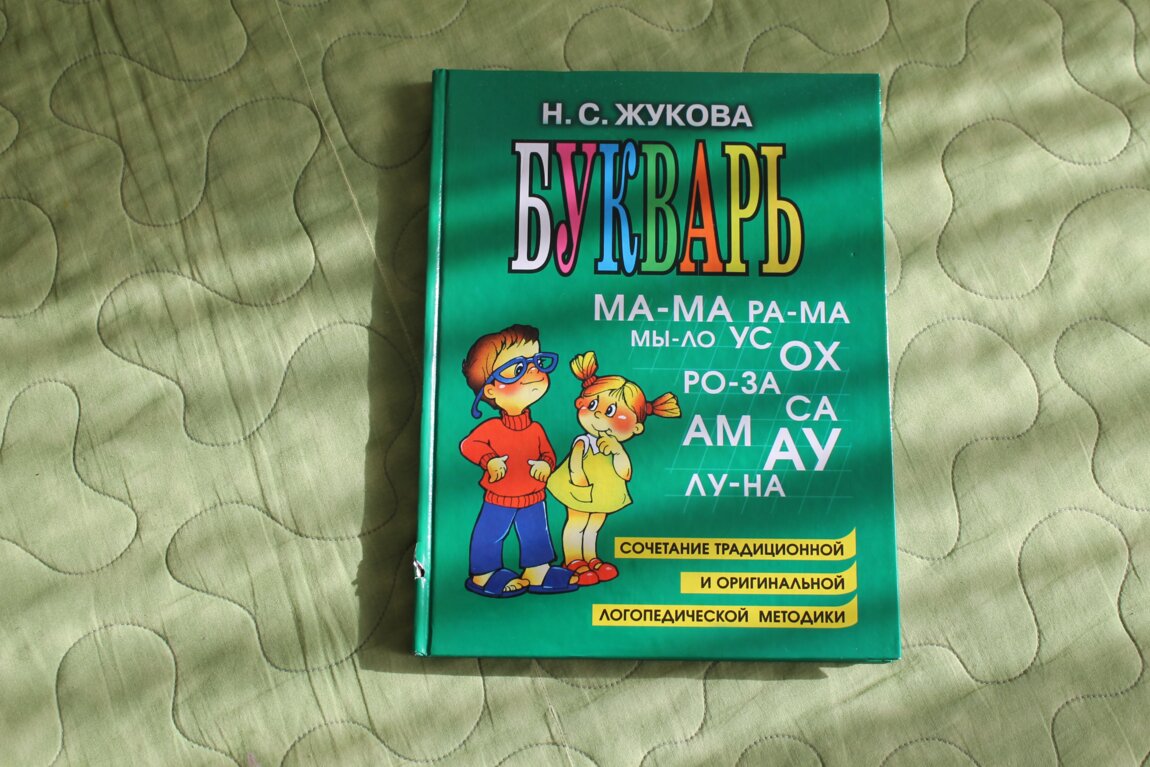 Н. С. ЖУКОВА
БУКВАРЬ
МА-МА РА-МА
МЫ-ЛО УС
ОХ
РО-ЗА
СА
АМ
АУ
ЛУ-НА
СОЧЕТАНИЕ ТРАДИЦИОННОЙ
И ОРИГИНАЛЬНОЙ
ЛОГОПЕДИЧЕСКОЙ МЕТОДИКИ